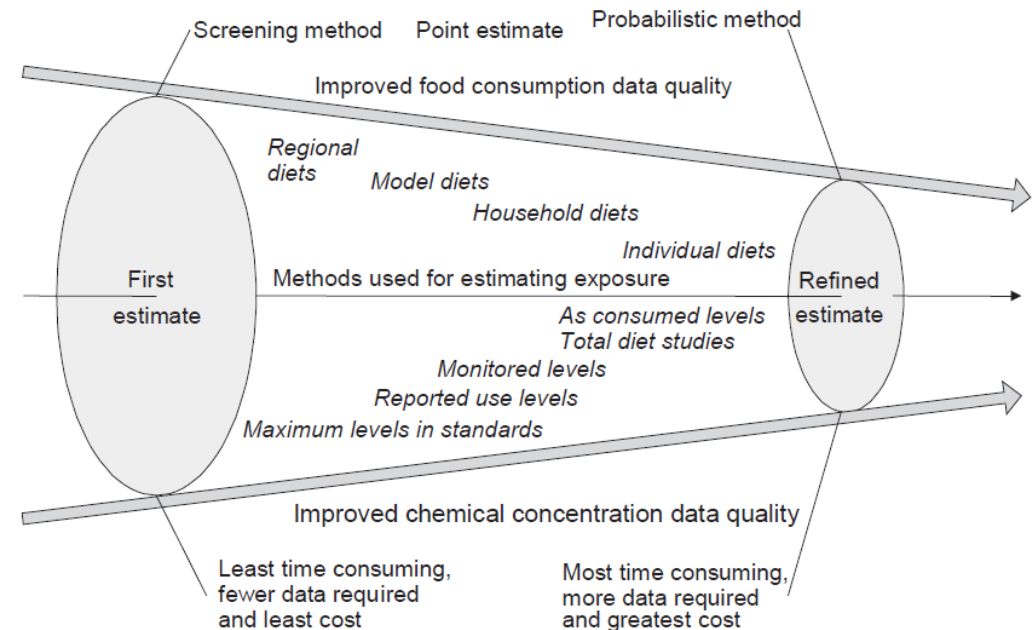 Screening method
Point estimate
Probabilistic method
Improved food consumption data quality
Regional
diets
Model diets
Household diets
Individual diets
First
estimate
Methods used for estimating exposure
Refined
estimate
As consumed levels
Total diet studies
Monitored levels
Reported use levels
Maximum levels in standards
Improved chemical concentration data quality
Least time consuming,
fewer data required
and least cost
Most time consuming,
more data required
and greatest cost